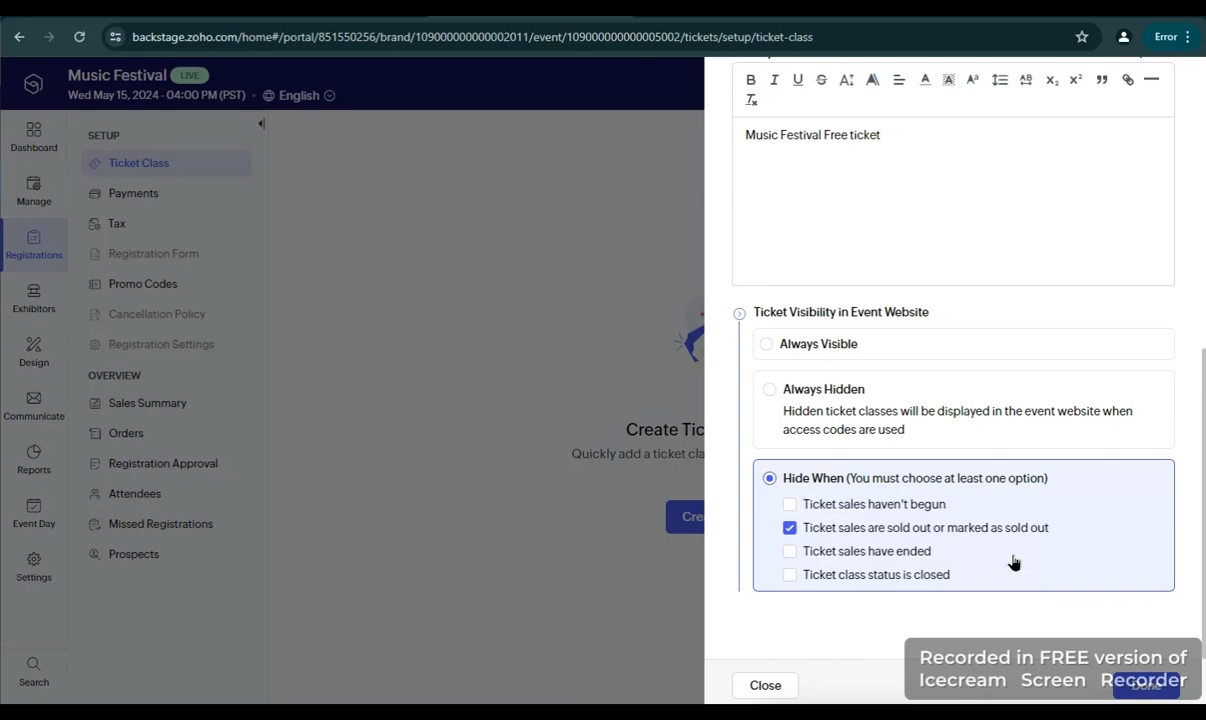 backstage.zoho.com/home#/portal/851550256/brand/109000000000002011/event/109000000000005002/tickets/setup/ticket-class
Error
Music Festival LIVE
Wed May 15, 2024 - 04:00 PM (PST) • English
Dashboard
Manage
Registrations
Exhibitors
Design
Communicate
Reports
Event Day
Settings
Search
SETUP
Ticket Class
Payments
Tax
Registration Form
Promo Codes
Cancellation Policy
Registration Settings
OVERVIEW
Sales Summary
Orders
Registration Approval
Attendees
Missed Registrations
Prospects
Create Tic
Quickly add a ticket cla
Cre
Music Festival Free ticket
Ticket Visibility in Event Website
Always Visible
Always Hidden
Hidden ticket classes will be displayed in the event website when
access codes are used
Hide When (You must choose at least one option)
Ticket sales haven't begun
Ticket sales are sold out or marked as sold out
Ticket sales have ended
Ticket class status is closed
Close
Done
Recorded in FREE version of
Icecream Screen Recorder